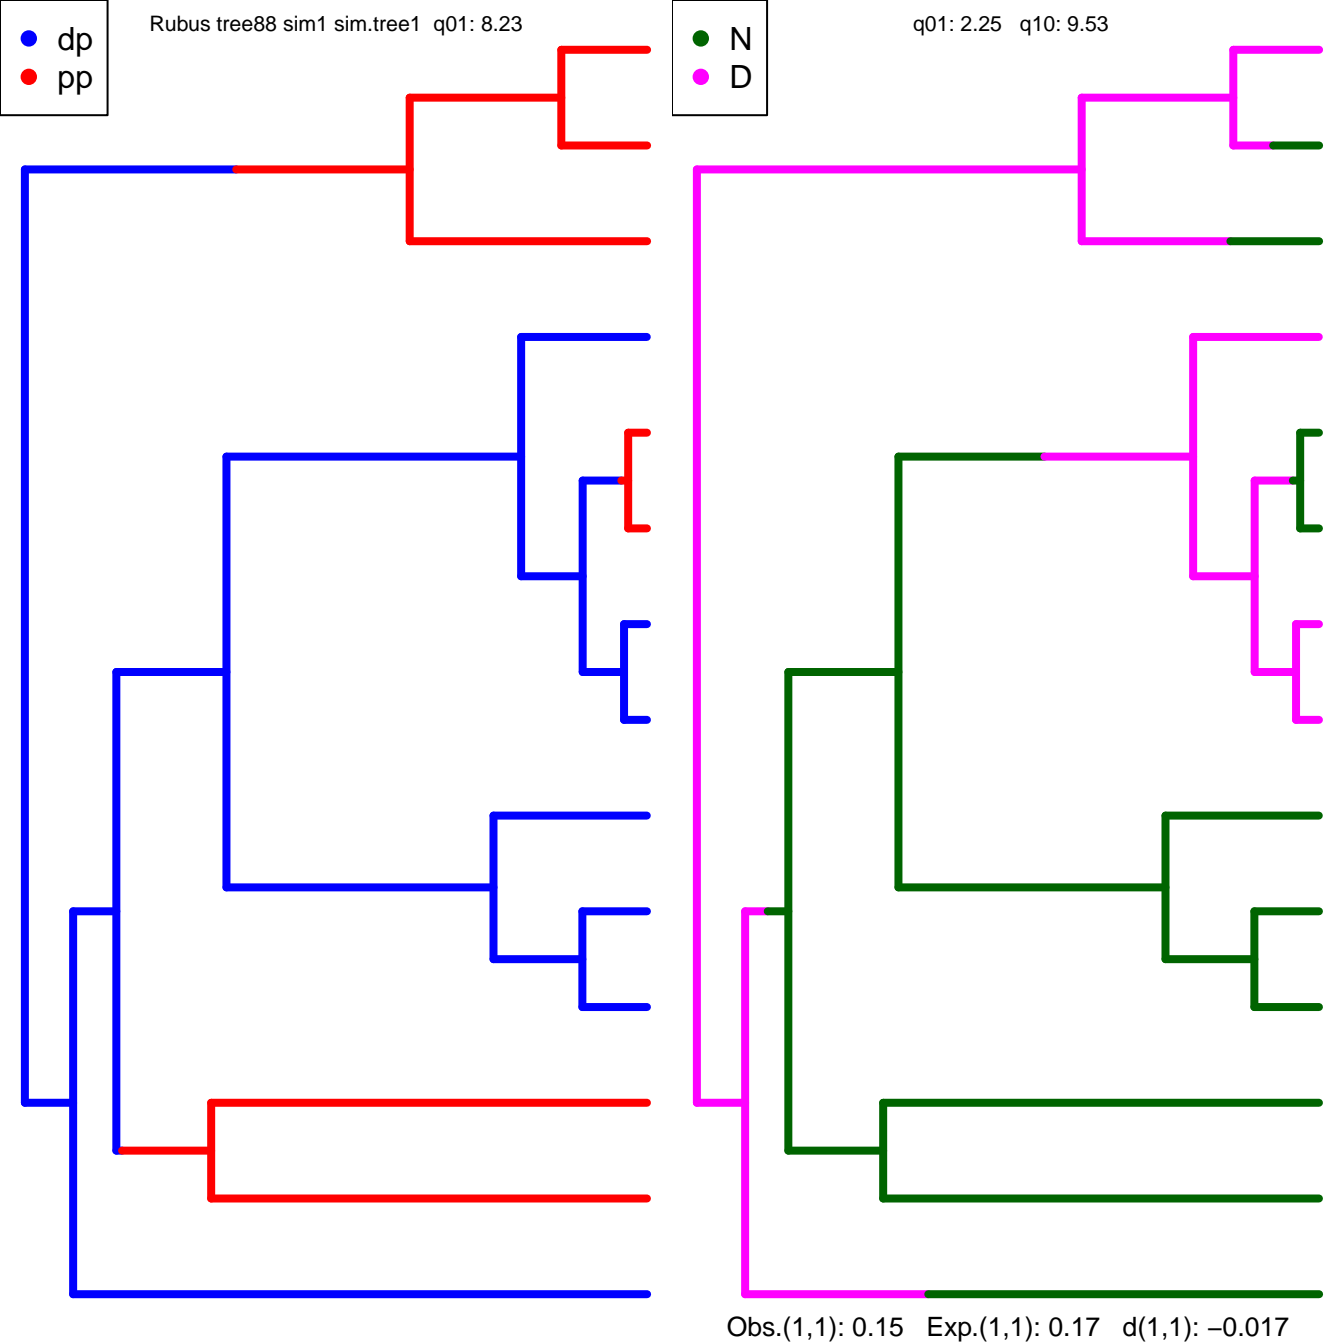 dp
pp
Rubus tree88 sim1 sim.tree1 q01: 8.23
N
D
q01: 2.25 q10: 9.53
Obs.(1,1): 0.15 Exp.(1,1): 0.17 d(1,1): −0.017